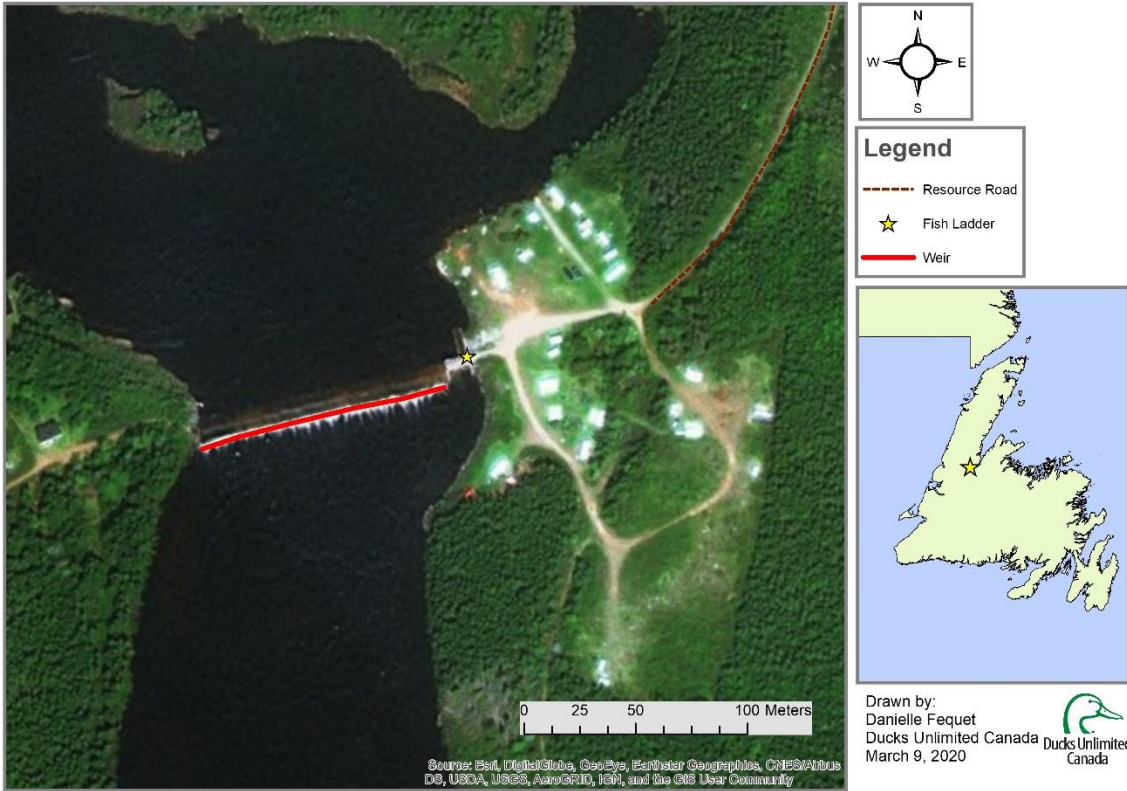 N
W E
S
Legend
Resource Road
Fish Ladder
Weir
0 25 50 100 Meters
Source: Esri, DigitalGlobe, GeoEye, Earthstar Geographics, CNES/Airbus
DS, USDA, USGS, AeroGRID, IGN, and the GIS User Community
Drawn by:
Danielle Fequet
Ducks Unlimited Canada
March 9, 2020
Ducks Unlimited
Canada